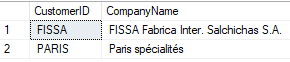 CustomerID CompanyName
1 FISSA FISSA Fabrica Inter. Salchichas S.A.
2 PARIS Paris spécialités